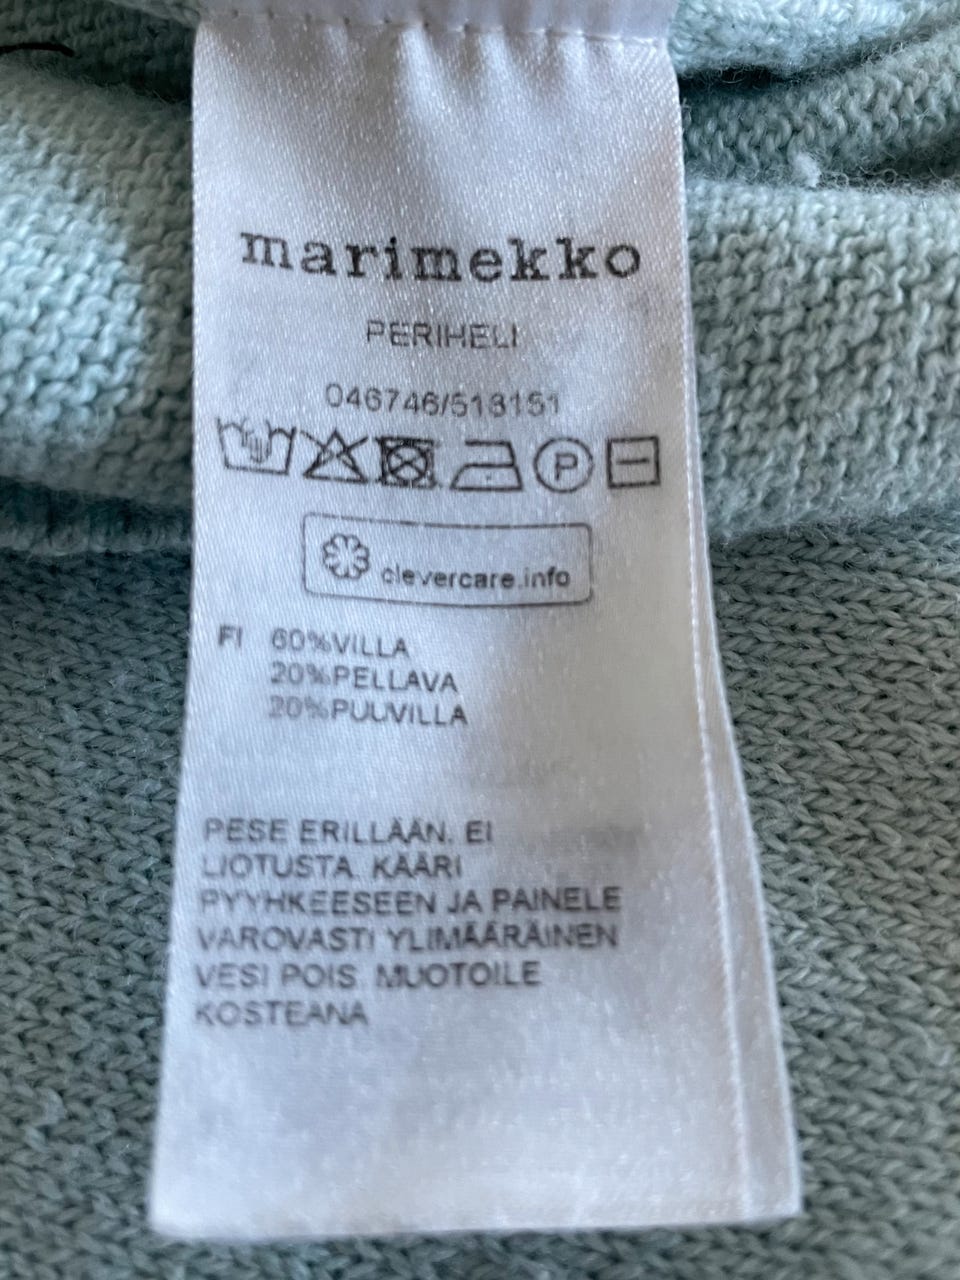 marimekko
PERIHELI
046746/513151
P
clevercare.info
FI 60%VILLA
20%PELLAVA
20%PUUVILLA
PESE ERILLÄÄN. EI
LIOTUSTA. KÄÄRI
PYYHKEESEEN JA PAINELE
VAROVASTI YLIMÄÄRÄINEN
VESI POIS. MUOTOILE
KOSTEANA